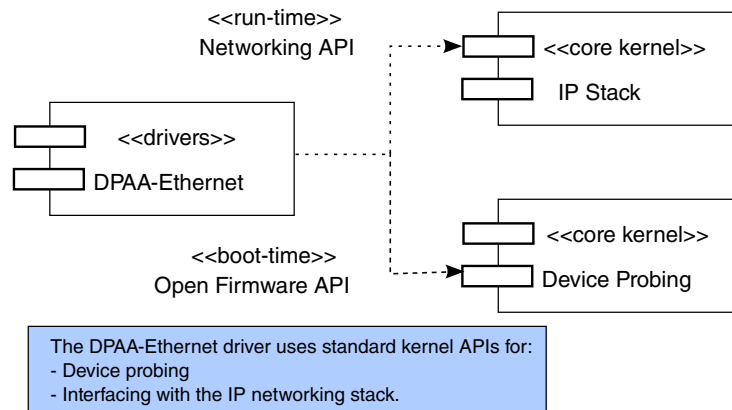 <<run-time>>
Networking API
<<core kernel>>
IP Stack
<<drivers>>
DPAA-Ethernet
<<boot-time>>
Open Firmware API
<<core kernel>>
Device Probing
The DPAA-Ethernet driver uses standard kernel APIs for:
- Device probing
- Interfacing with the IP networking stack.